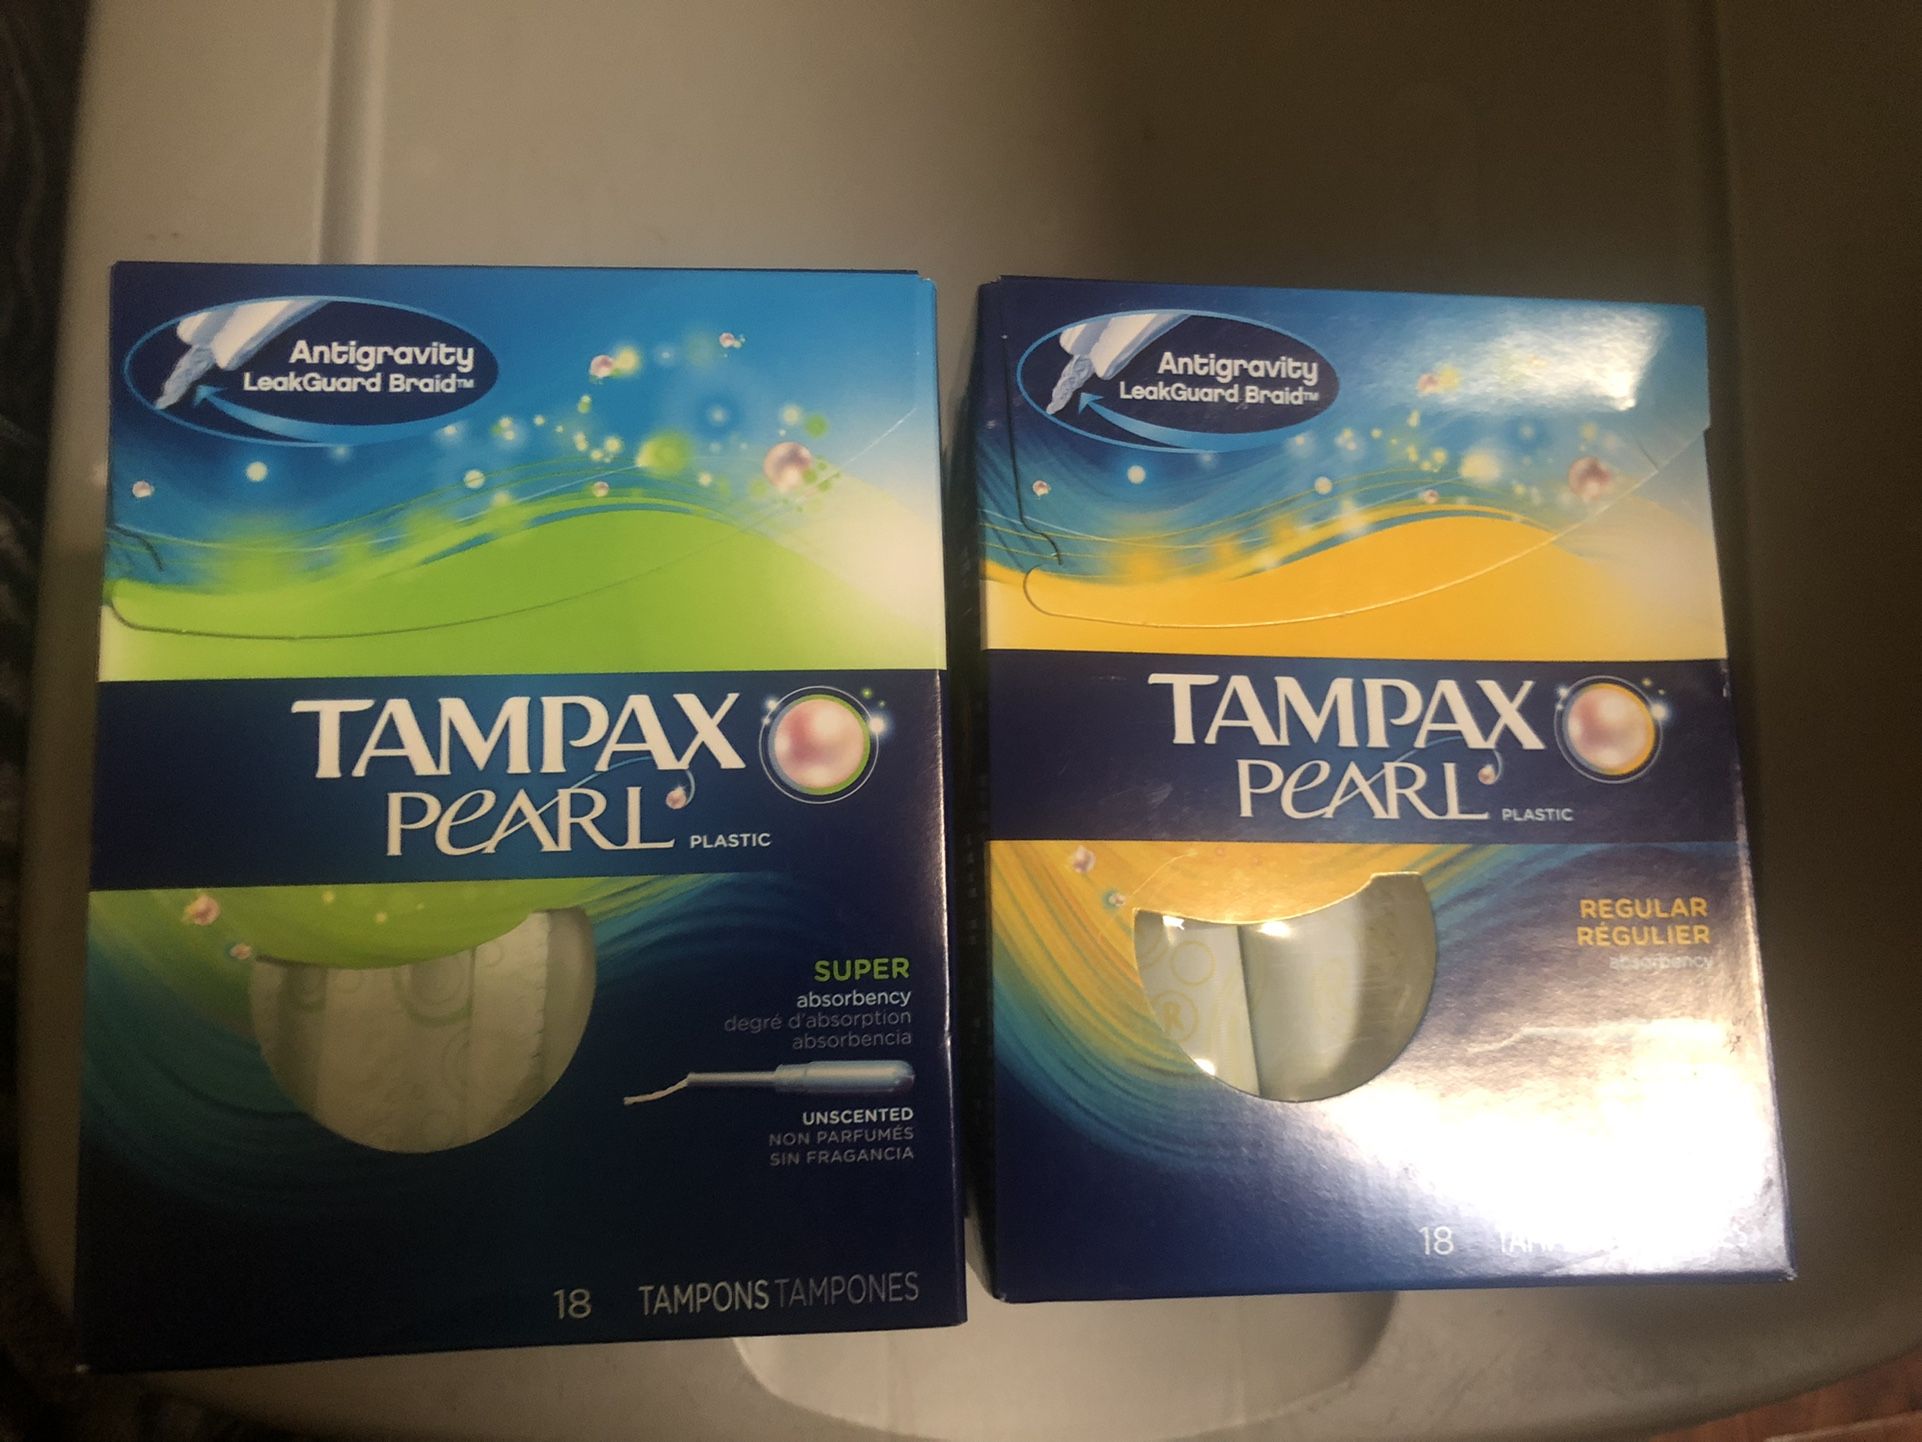 Antigravity
LeakGuard Braid™
TAMPAX
PEARL PLASTIC
SUPER
absorbency
degré d'absorption
absorbencia
UNSCENTED
NON PARFUMÉS
SIN FRAGANCIA
18 TAMPONS TAMPONES
Antigravity
LeakGuard Braid™
TAMPAX
PEARL PLASTIC
R
REGULAR
RÉGULIER
absorbency
18